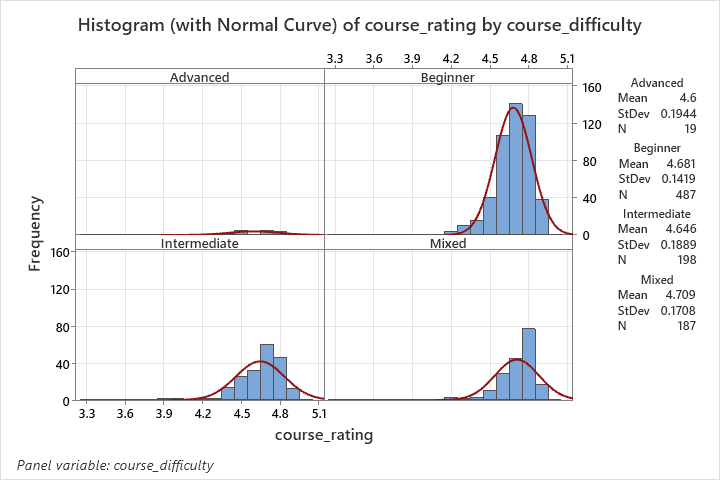 Histogram (with Normal Curve) of course_rating by course_difficulty
3.3 3.6 3.9 4.2 4.5 4.8 5.1
Advanced Beginner
160
120
80
40
0
Intermediate Mixed
160
120
80
40
0
3.3 3.6 3.9 4.2 4.5 4.8 5.1
Frequency
course_rating
Advanced
Mean 4.6
StDev 0.1944
N 19
Beginner
Mean 4.681
StDev 0.1419
N 487
Intermediate
Mean 4.646
StDev 0.1889
N 198
Mixed
Mean 4.709
StDev 0.1708
N 187
Panel variable: course_difficulty